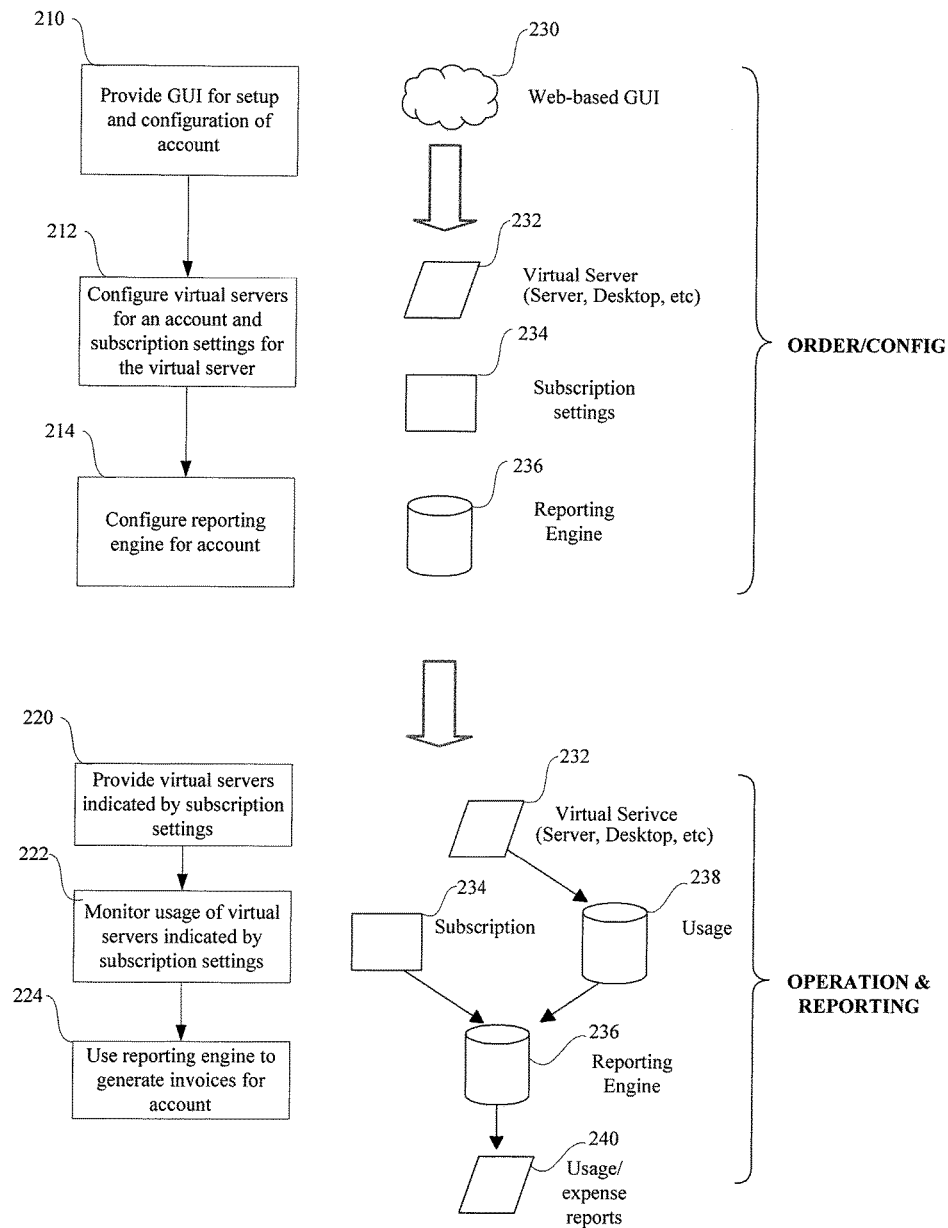 210
Provide GUI for setup
and configuration of
account
230
Web-based GUI
212
Configure virtual servers
for an account and
subscription settings for
the virtual server
232
Virtual Server
(Server, Desktop, etc)
234
Subscription
settings
ORDER/CONFIG
214
Configure reporting
engine for account
236
Reporting
Engine
220
Provide virtual servers
indicated by subscription
settings
232
Virtual Serivce
(Server, Desktop, etc)
222
Monitor usage of virtual
servers indicated by
subscription settings
234
Subscription
238
Usage
OPERATION &
REPORTING
224
Use reporting engine to
generate invoices for
account
236
Reporting
Engine
240
Usage/
expense
reports